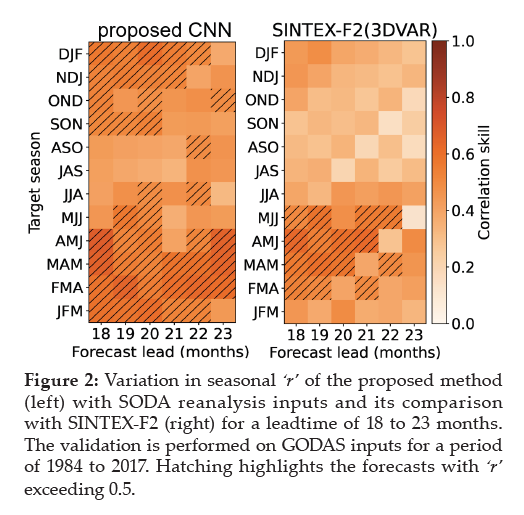 proposed CNN SINTEX-F2(3DVAR)
DJF
NDJ
OND
SON
ASO
JAS
JJA
MJJ
AMJ
MAM
FMA
JFM
Target season
18 19 20 21 22 23
Forecast lead (months)
DJF
NDJ
OND
SON
ASO
JAS
JJA
MJJ
AMJ
MAM
FMA
JFM
18 19 20 21 22 23
Forecast lead (months)
1.0
0.8
0.6
0.4
0.2
0.0
Correlation skill
Figure 2: Variation in seasonal ‘r’ of the proposed method
(left) with SODA reanalysis inputs and its comparison
with SINTEX-F2 (right) for a leadtime of 18 to 23 months.
The validation is performed on GODAS inputs for a period
of 1984 to 2017. Hatching highlights the forecasts with ‘r’
exceeding 0.5.